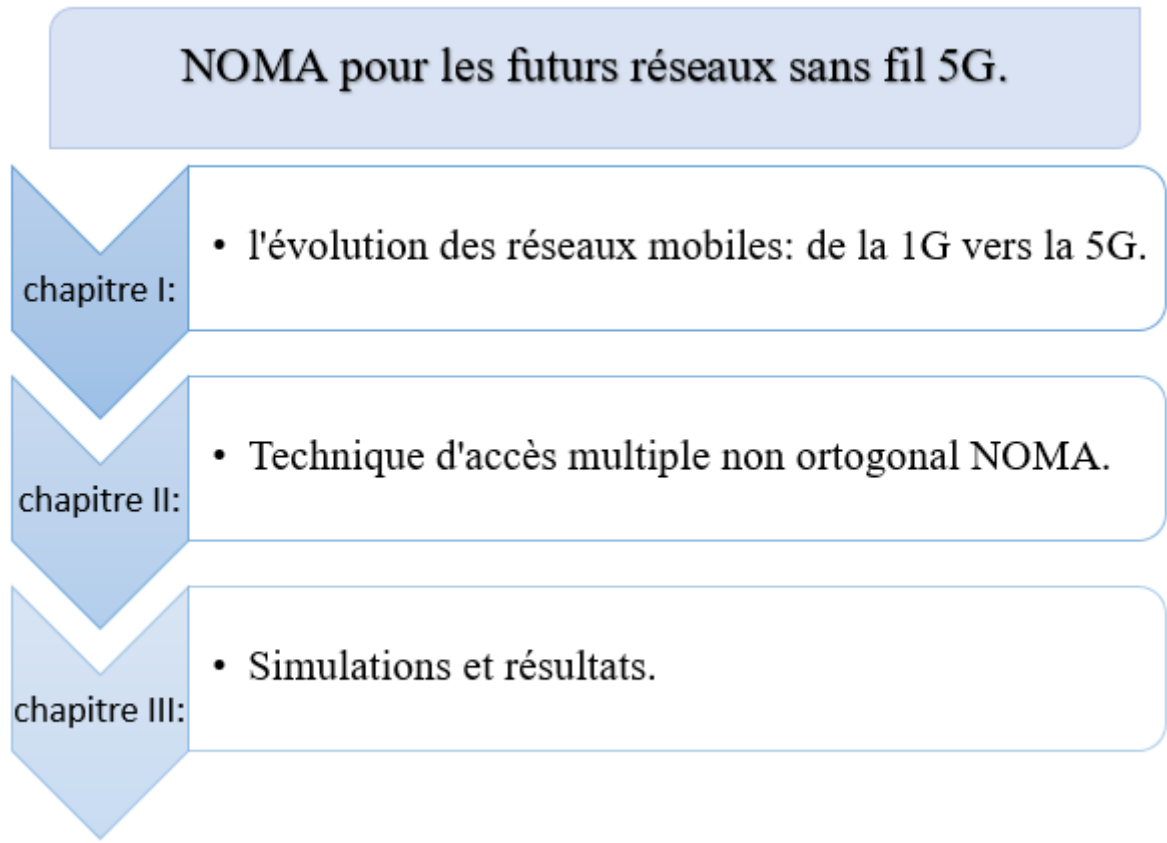 NOMA pour les futurs réseaux sans fil 5G.
chapitre I:
• l'évolution des réseaux mobiles: de la 1G vers la 5G.
chapitre II:
• Technique d'accès multiple non ortogonal NOMA.
chapitre III:
• Simulations et résultats.